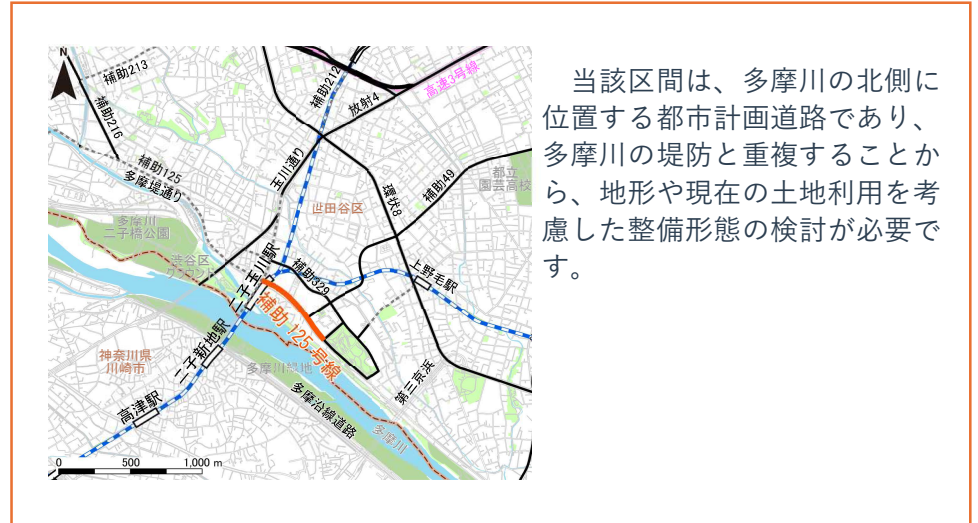 N
補助213
補助216
補助212
高速3号線
放射4
補助125
多摩堤通り
玉川通り
環状8
補助49
都立
園芸高校
世田谷区
多摩川
二子橋公園
渋谷区
グラウンド
二子玉川駅
補助329
上野毛駅
補助125号線
二子新地駅
神奈川県
川崎市
多摩川緑地
第三京浜
高津駅
多摩沿線道路
多摩川
0 500 1,000 m
当該区間は、多摩川の北側に
位置する都市計画道路であり、
多摩川の堤防と重複することか
ら、地形や現在の土地利用を考
慮した整備形態の検討が必要で
す。